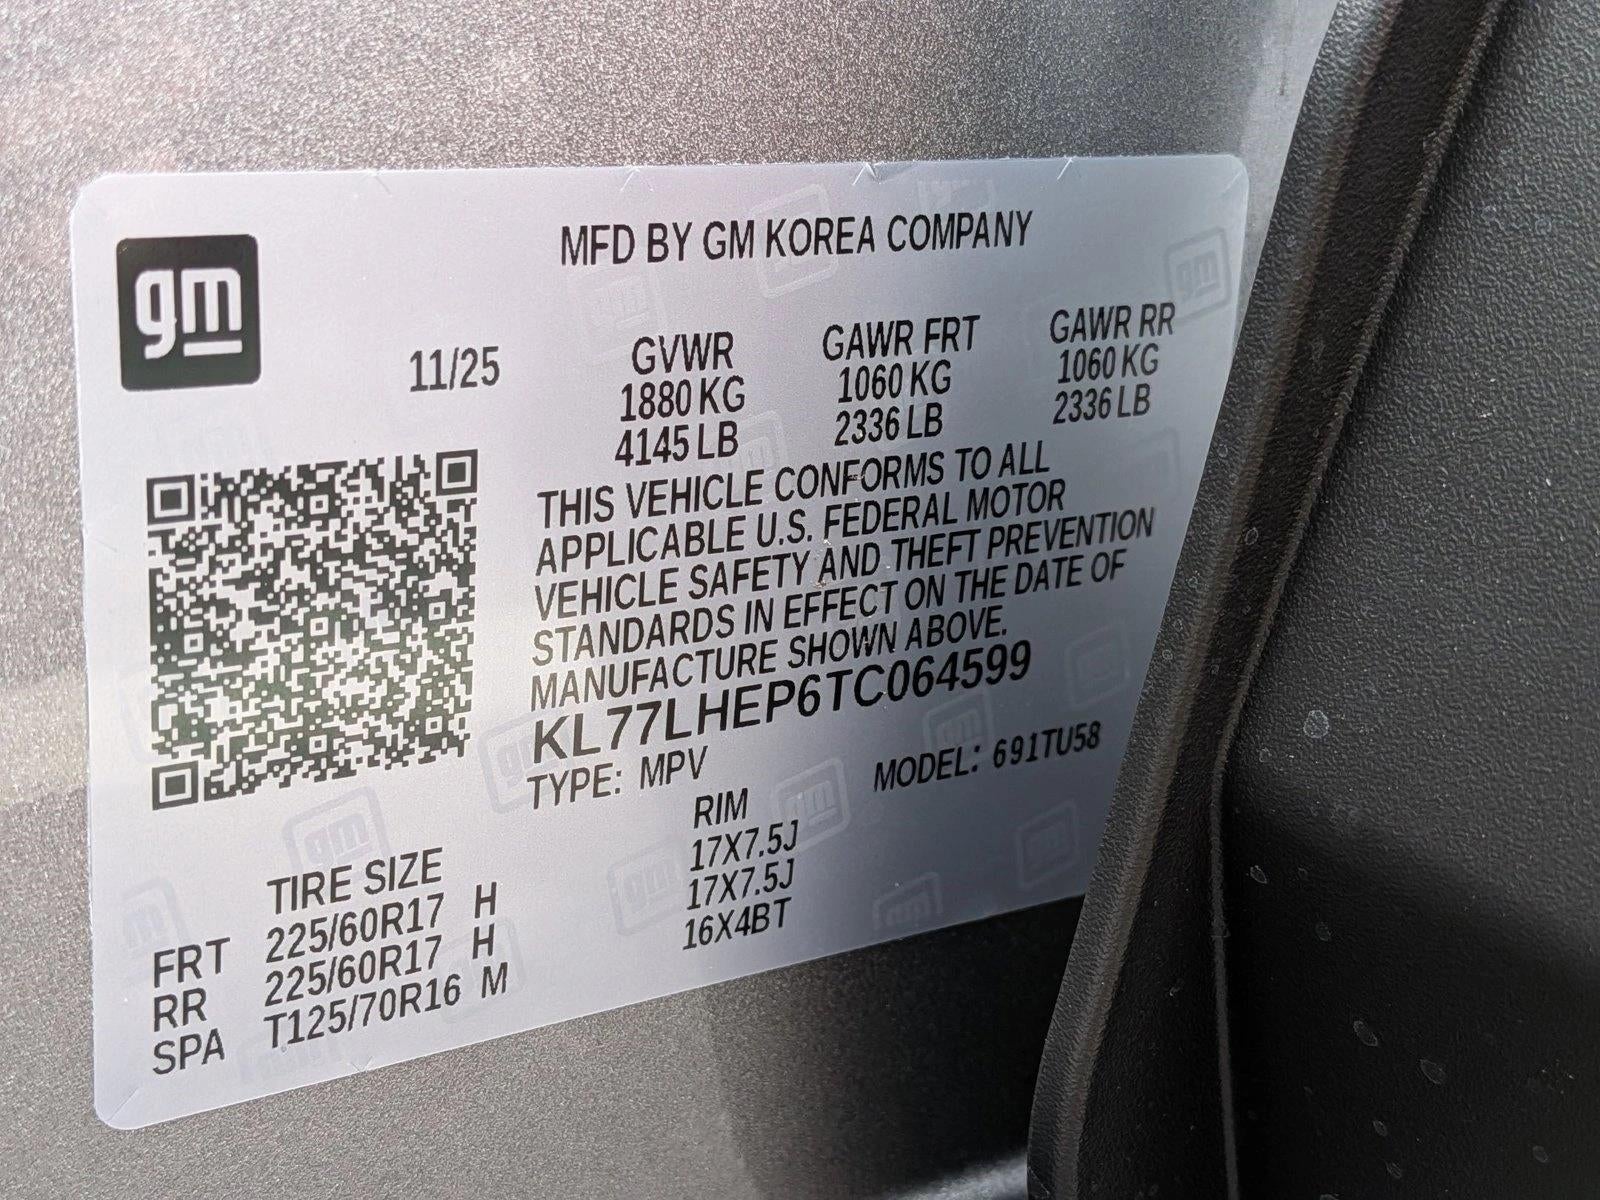 gm
MFD BY GM KOREA COMPANY
11/25
GVWR GAWR FRT GAWR RR
1880 KG 1060 KG 1060 KG
4145 LB 2336 LB 2336 LB
THIS VEHICLE CONFORMS TO ALL
APPLICABLE U.S. FEDERAL MOTOR
VEHICLE SAFETY AND THEFT PREVENTION
STANDARDS IN EFFECT ON THE DATE OF
MANUFACTURE SHOWN ABOVE.
KL77LHEP6TC064599
TYPE: MPV MODEL: 691TU58
TIRE SIZE RIM
FRT 225/60R17 H 17X7.5J
RR 225/60R17 H 17X7.5J
SPA T125/70R16 M 16X4BT